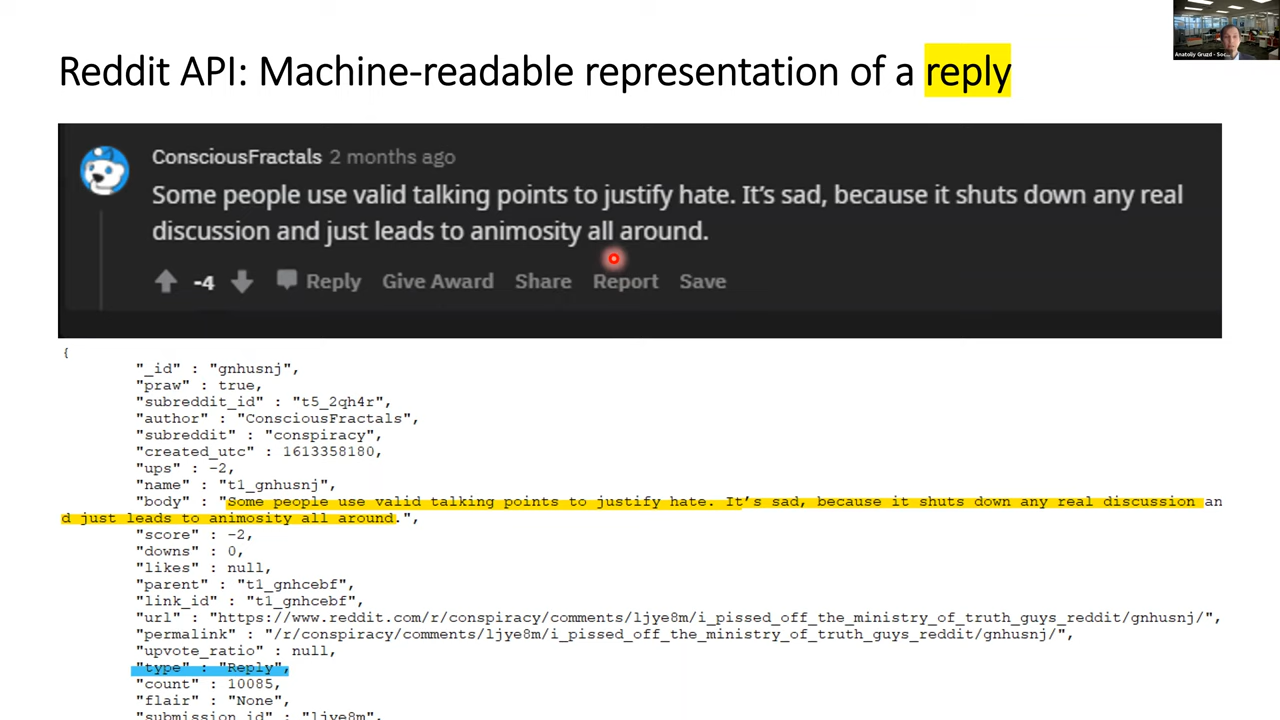 Anatoliy Gruzd - Soc...
Reddit API: Machine-readable representation of a reply
ConsciousFractals 2 months ago
Some people use valid talking points to justify hate. It’s sad, because it shuts down any real
discussion and just leads to animosity all around.
-4 Reply Give Award Share Report Save
{
"_id" : "gnhusnj",
"praw" : true,
"subreddit_id" : "t5_2qh4r",
"author" : "ConsciousFractals",
"subreddit" : "conspiracy",
"created_utc" : 1613358180,
"ups" : -2,
"name" : "t1_gnhusnj",
"body" : "Some people use valid talking points to justify hate. It’s sad, because it shuts down any real discussion an
d just leads to animosity all around.",
"score" : -2,
"downs" : 0,
"likes" : null,
"parent" : "t1_gnhcebf",
"link_id" : "t1_gnhcebf",
"url" : "https://www.reddit.com/r/conspiracy/comments/ljye8m/i_pissed_off_the_ministry_of_truth_guys_reddit/gnhusnj/",
"permalink" : "/r/conspiracy/comments/ljye8m/i_pissed_off_the_ministry_of_truth_guys_reddit/gnhusnj/",
"upvote_ratio" : null,
"type" : "Reply",
"count" : 10085,
"flair" : "None",
"submission_id" : "ljye8m",